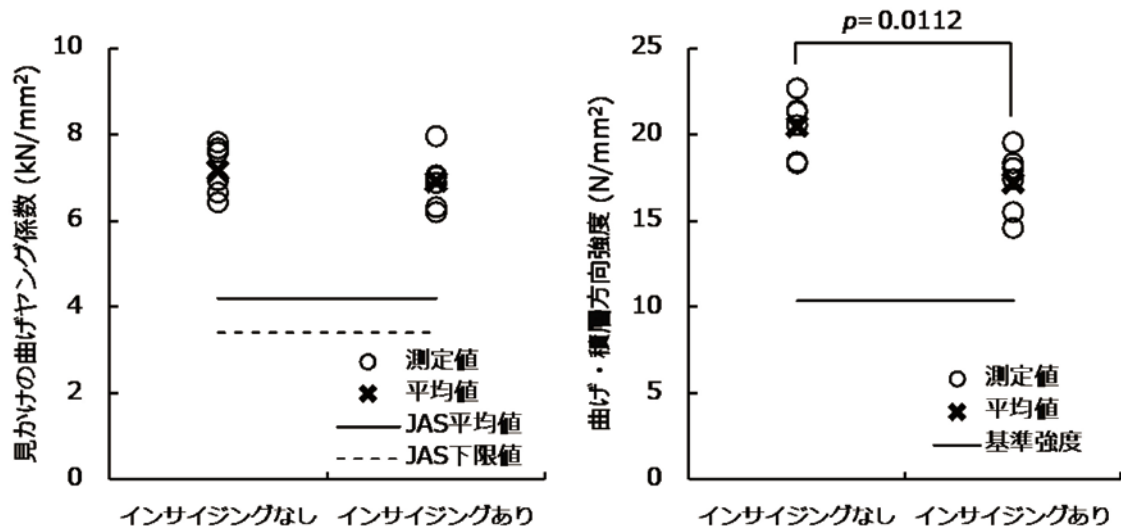 見かけの曲げヤング係数 (kN/mm²)
10
8
6
4
2
0
測定値
平均値
JAS平均値
JAS下限値
インサイジングなし インサイジングあり
p=0.0112
曲げ・積層方向強度 (N/mm²)
25
20
15
10
5
0
測定値
平均値
基準強度
インサイジングなし インサイジングあり